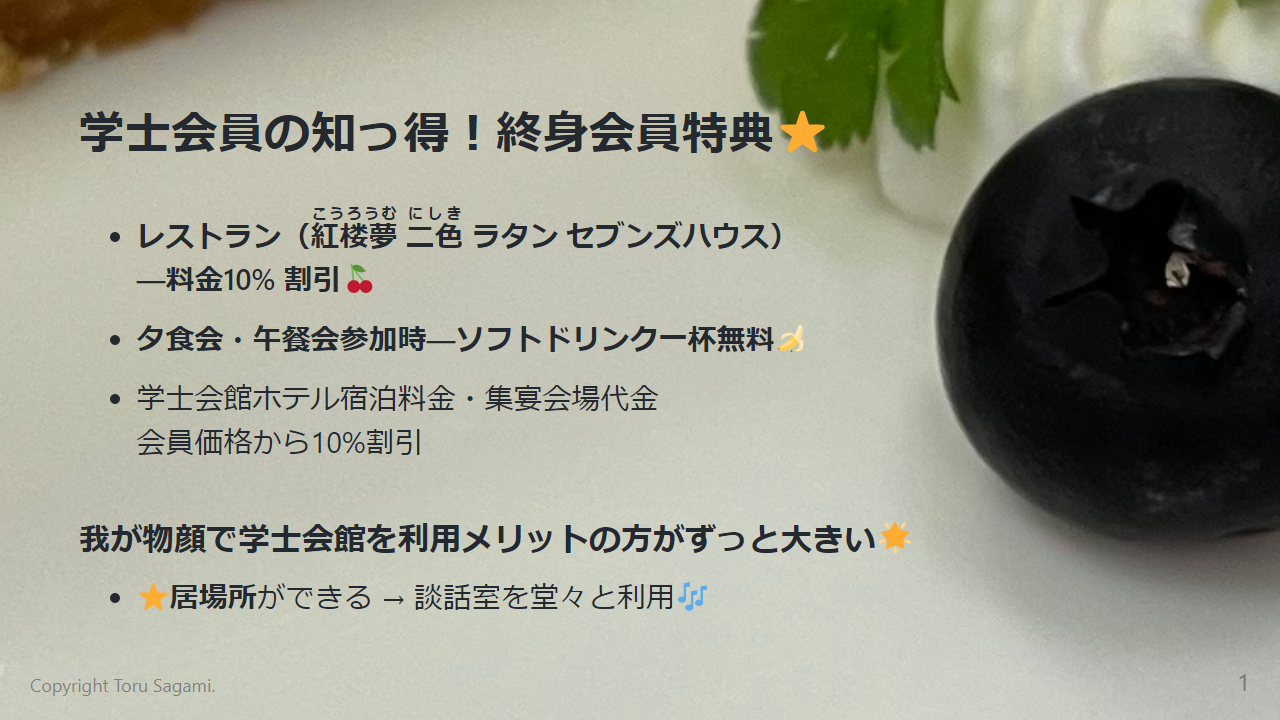 学士会員の知っ得！終身会員特典⭐
• レストラン（紅楼夢 二色 ラタン セブンズハウス）
こうろうむ にしき
—料金10% 割引🍒
• 夕食会・午餐会参加時—ソフトドリンク一杯無料🍌
• 学士会館ホテル宿泊料金・集宴会場代金
会員価格から10%割引
我が物顔で学士会館を利用メリットの方がずっと大きい🌟
• ⭐居場所ができる → 談話室を堂々と利用🎶
Copyright Toru Sagami.
1